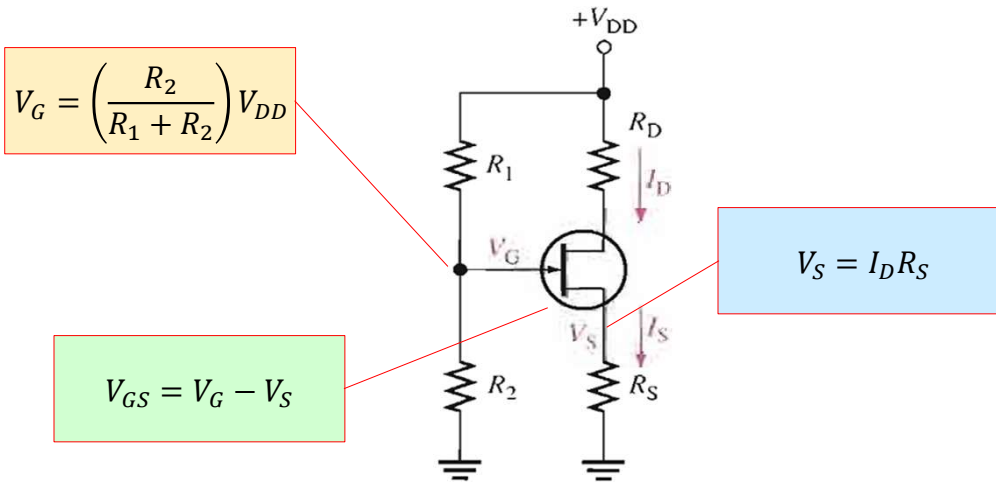 +V_DD
V_G = (R_2 / (R_1 + R_2)) V_DD
R_D
R_1
I_D
V_G
V_S = I_D R_S
V_S
I_S
V_GS = V_G − V_S
R_2
R_S